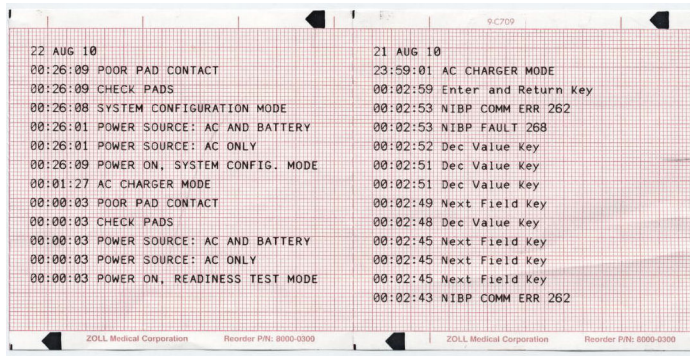 22 AUG 10
00:26:09 POOR PAD CONTACT
00:26:09 CHECK PADS
00:26:08 SYSTEM CONFIGURATION MODE
00:26:01 POWER SOURCE: AC AND BATTERY
00:26:01 POWER SOURCE: AC ONLY
00:26:09 POWER ON, SYSTEM CONFIG. MODE
00:01:27 AC CHARGER MODE
00:00:03 POOR PAD CONTACT
00:00:03 CHECK PADS
00:00:03 POWER SOURCE: AC AND BATTERY
00:00:03 POWER SOURCE: AC ONLY
00:00:03 POWER ON, READINESS TEST MODE
ZOLL Medical Corporation Reorder P/N: 8000-0300
9-C709
21 AUG 10
23:59:01 AC CHARGER MODE
00:02:59 Enter and Return Key
00:02:53 NIBP COMM ERR 262
00:02:53 NIBP FAULT 268
00:02:52 Dec Value Key
00:02:51 Dec Value Key
00:02:51 Dec Value Key
00:02:49 Next Field Key
00:02:48 Dec Value Key
00:02:45 Next Field Key
00:02:45 Next Field Key
00:02:45 Next Field Key
00:02:43 NIBP COMM ERR 262
ZOLL Medical Corporation Reorder P/N: 8000-0300